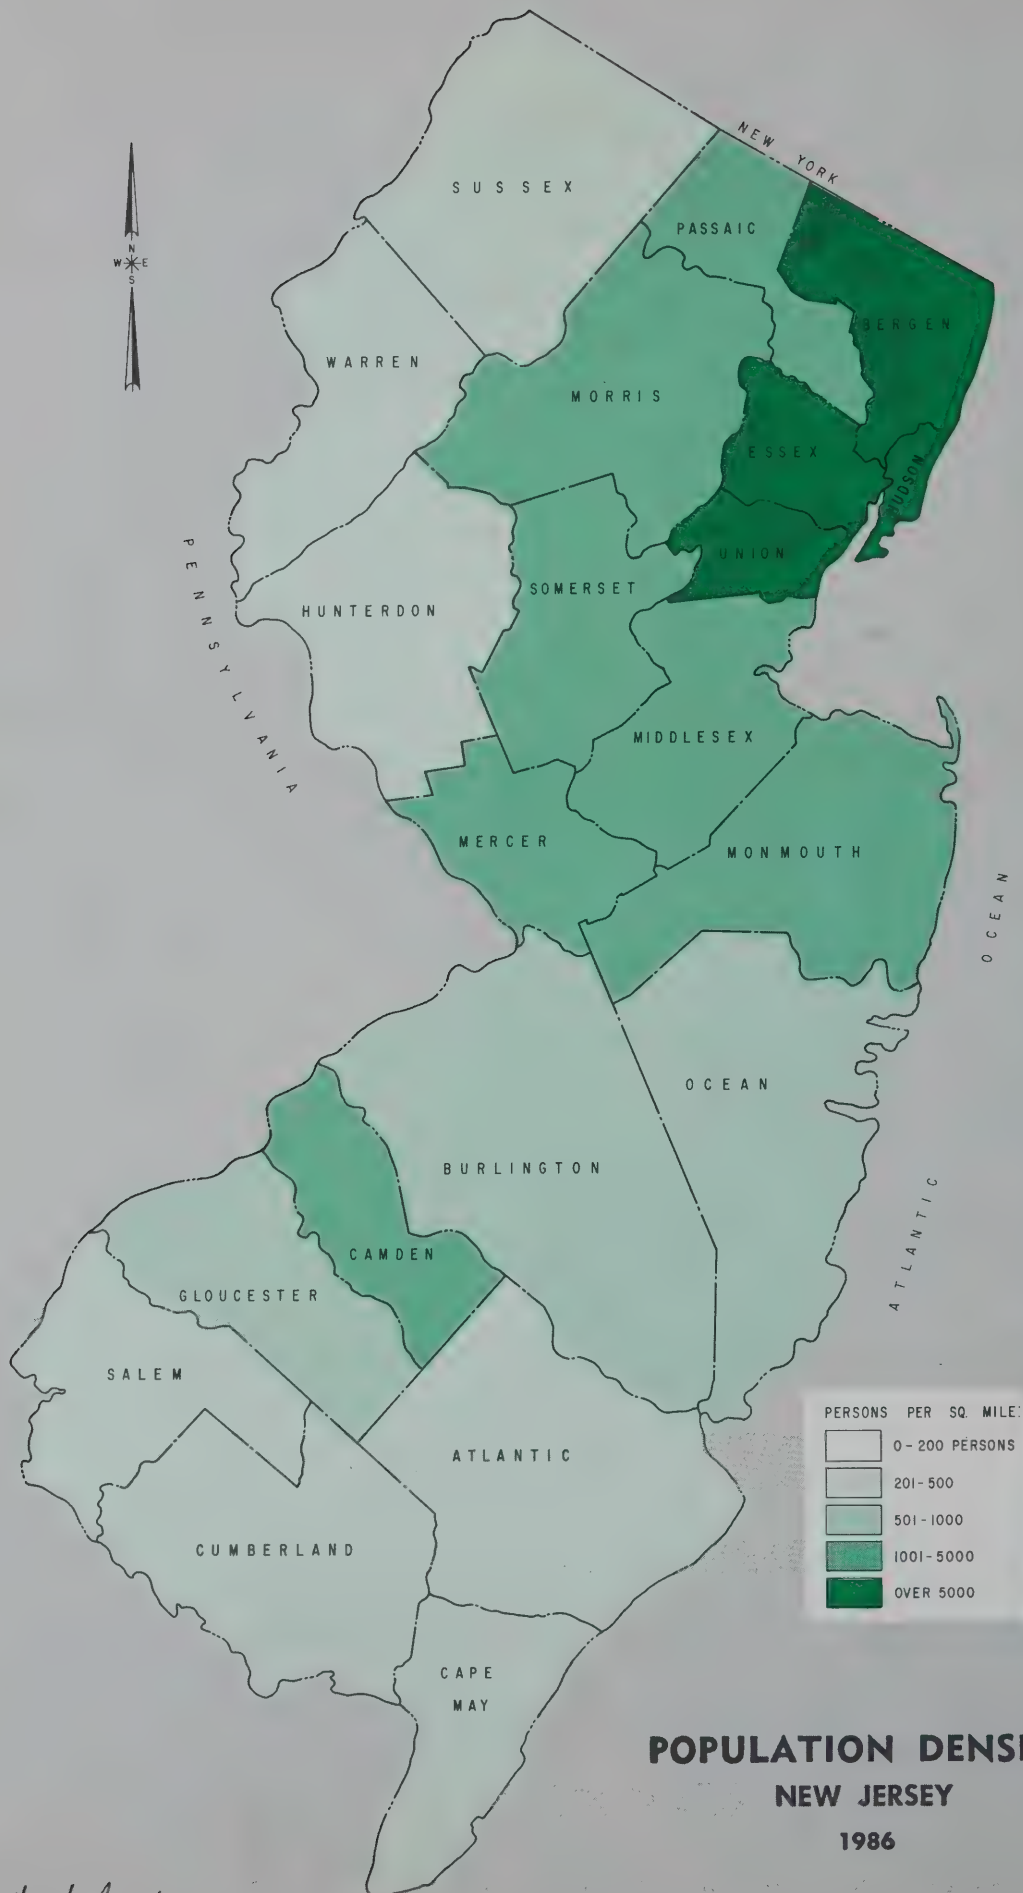 NEW YORK
N
W E
S
SUSSEX
PASSAIC
BERGEN
WARREN
MORRIS
ESSEX
HUDSON
UNION
PENNSYLVANIA
HUNTERDON
SOMERSET
MIDDLESEX
MERCER
MONMOUTH
ATLANTIC OCEAN
OCEAN
BURLINGTON
CAMDEN
GLOUCESTER
SALEM
ATLANTIC
CUMBERLAND
CAPE
MAY
PERSONS PER SQ. MILE:
0-200 PERSONS
201-500
501-1000
1001-5000
OVER 5000
POPULATION DENSI
NEW JERSEY
1986